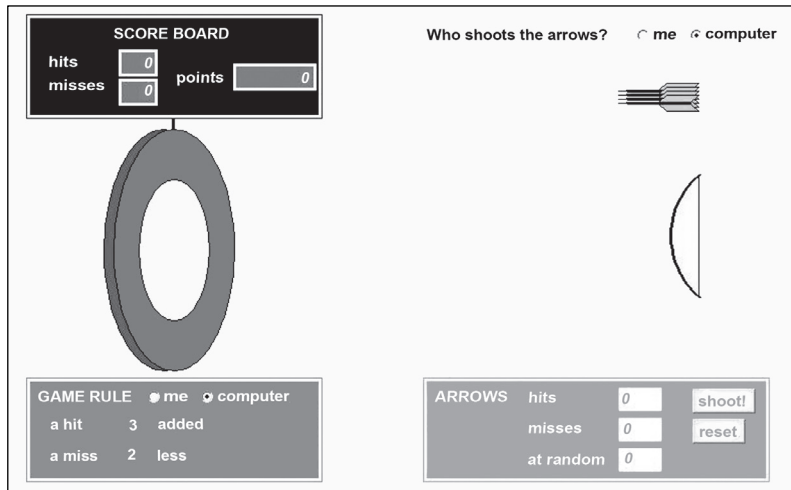 SCORE BOARD
hits 0
misses 0
points 0
Who shoots the arrows? me computer
GAME RULE me computer
a hit 3 added
a miss 2 less
ARROWS hits 0 shoot!
misses 0 reset
at random 0